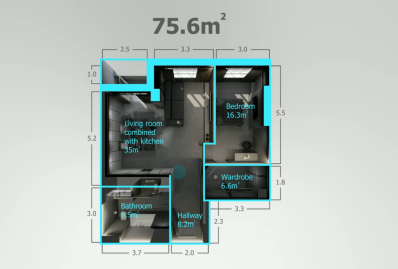 75.6m²
2.5
3.3
3.0
1.0
Bedroom
16.3m²
Living room
combined
with kitchen
35m²
5.5
5.2
Wardrobe
6.6m²
1.8
Bathroom
3.3
3.0
Hallway
2.3
3.7
2.0